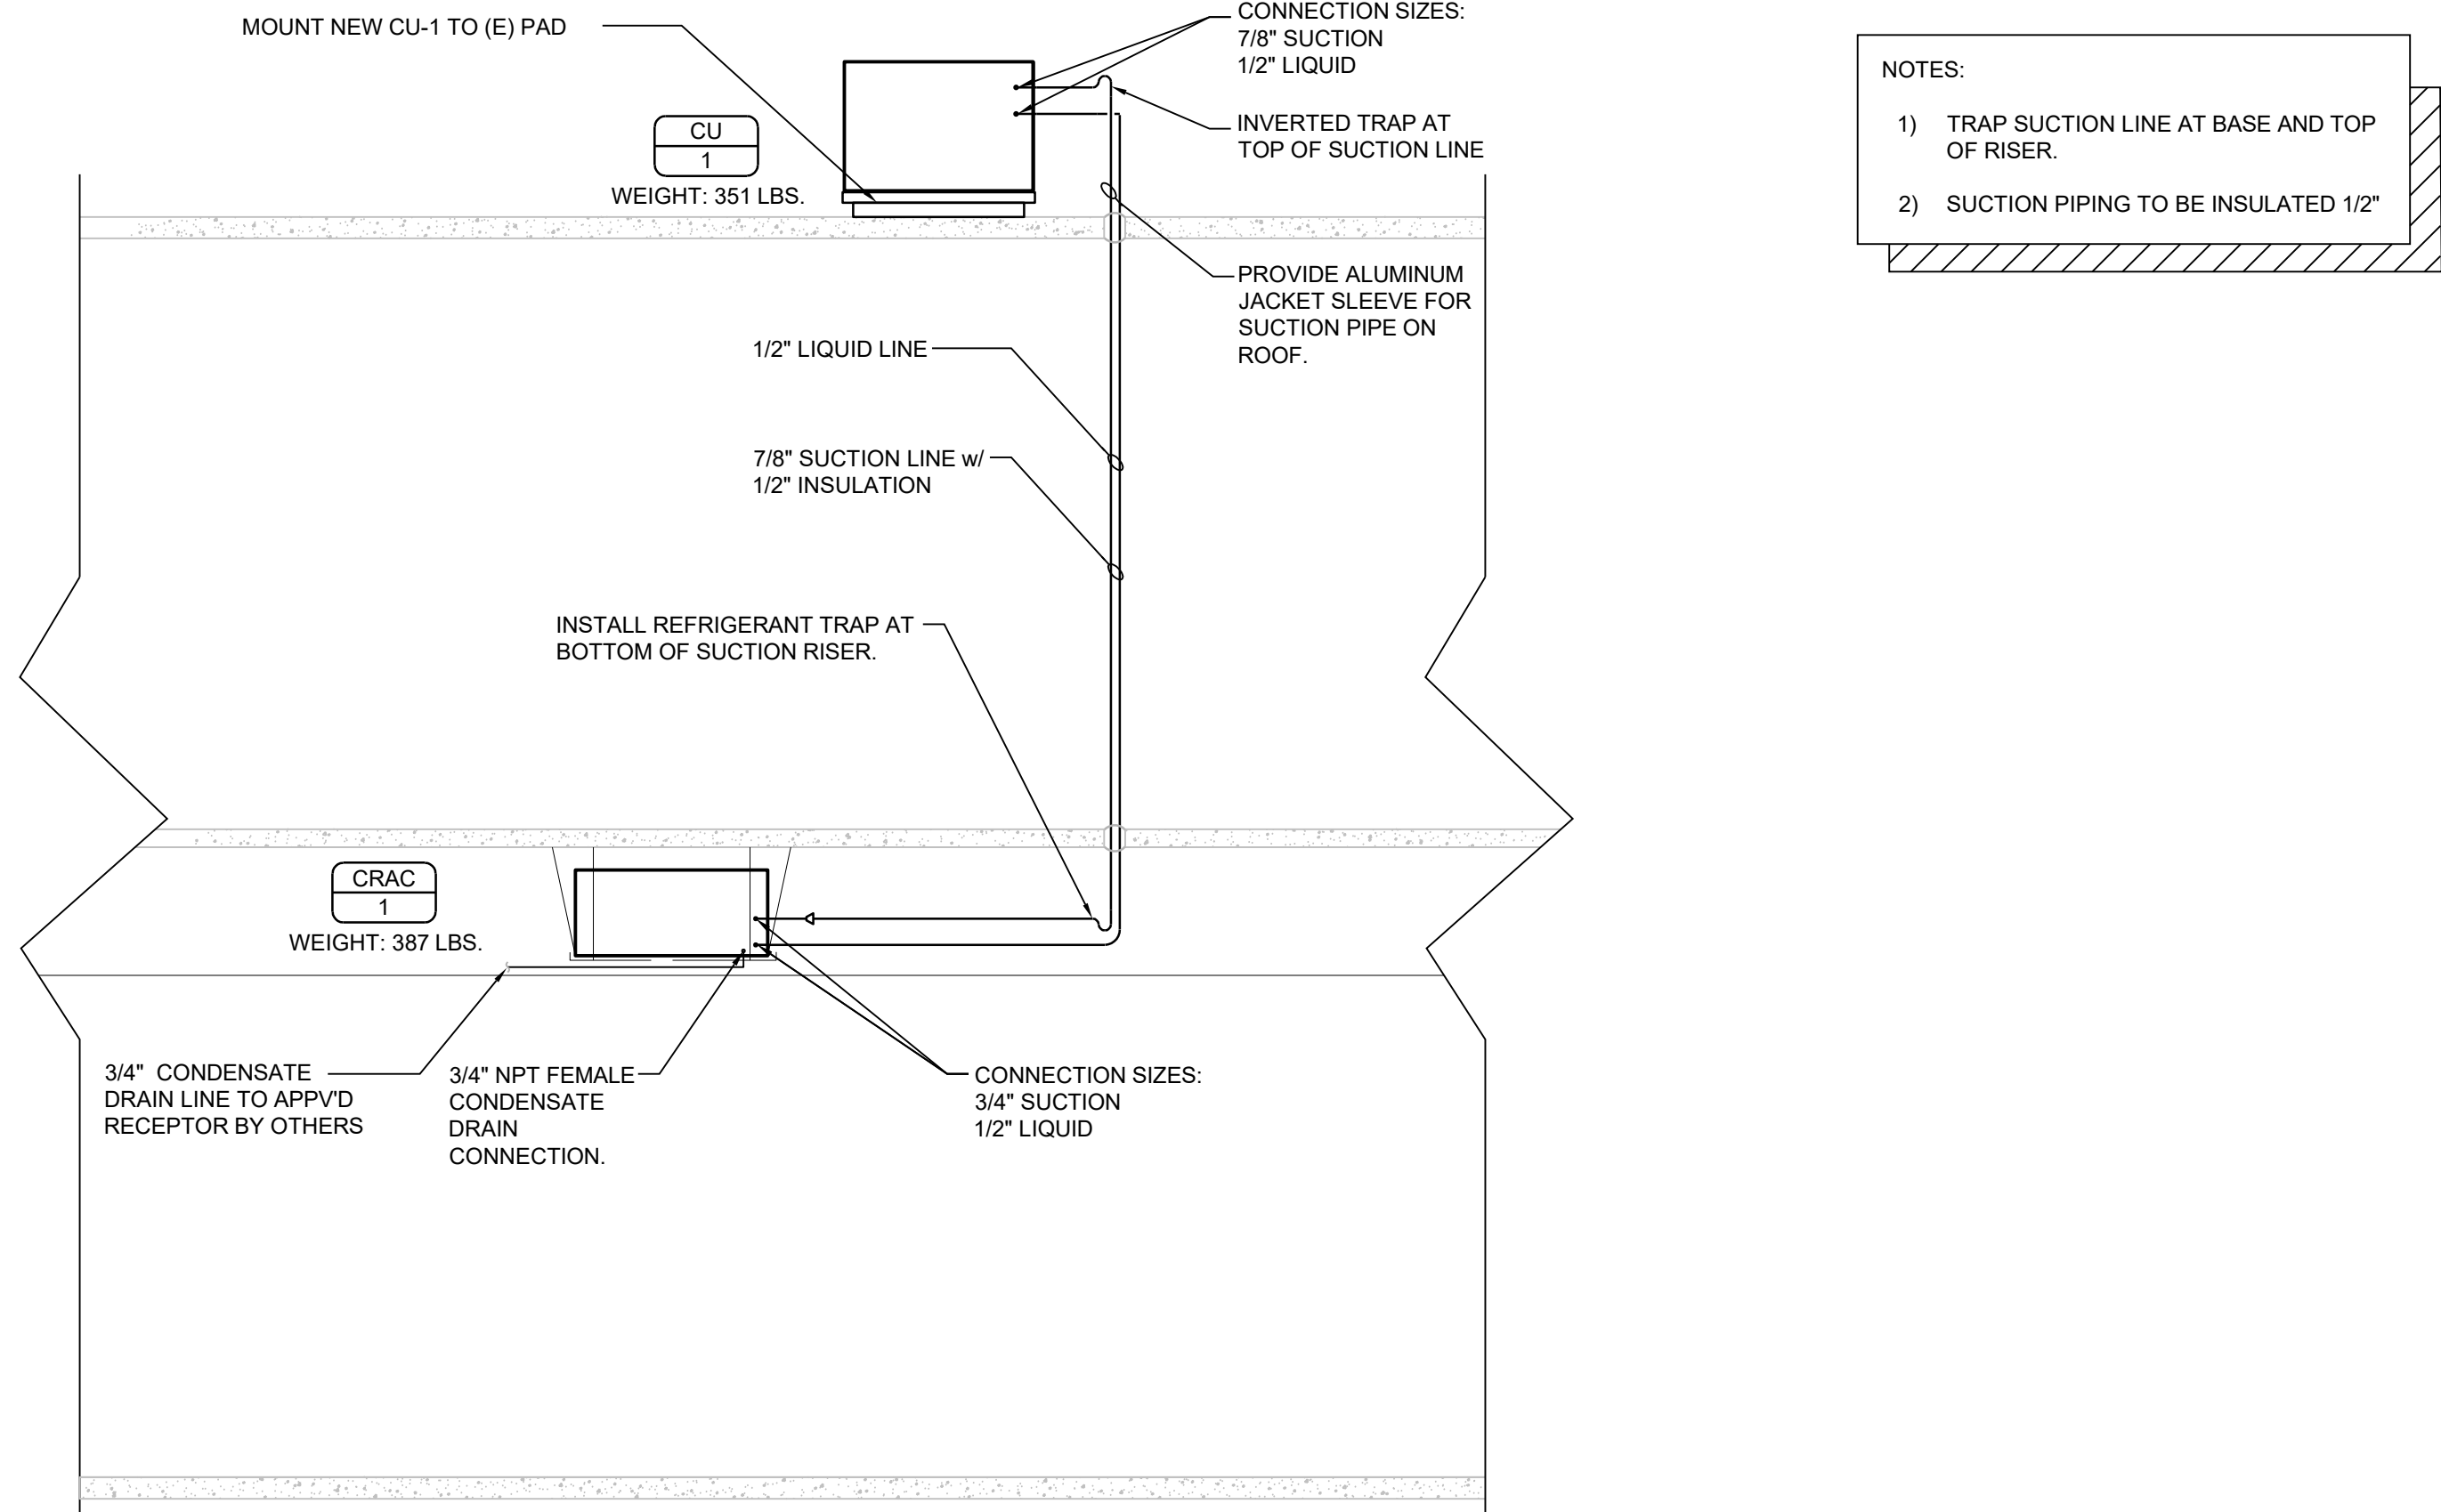 MOUNT NEW CU-1 TO (E) PAD
CONNECTION SIZES:
7/8" SUCTION
1/2" LIQUID
CU
1
WEIGHT: 351 LBS.
INVERTED TRAP AT
TOP OF SUCTION LINE
NOTES:
1) TRAP SUCTION LINE AT BASE AND TOP
OF RISER.
2) SUCTION PIPING TO BE INSULATED 1/2"
PROVIDE ALUMINUM
JACKET SLEEVE FOR
SUCTION PIPE ON
ROOF.
1/2" LIQUID LINE
7/8" SUCTION LINE w/
1/2" INSULATION
INSTALL REFRIGERANT TRAP AT
BOTTOM OF SUCTION RISER.
CRAC
1
WEIGHT: 387 LBS.
3/4" CONDENSATE
DRAIN LINE TO APPV'D
RECEPTOR BY OTHERS
3/4" NPT FEMALE
CONDENSATE
DRAIN
CONNECTION.
CONNECTION SIZES:
3/4" SUCTION
1/2" LIQUID